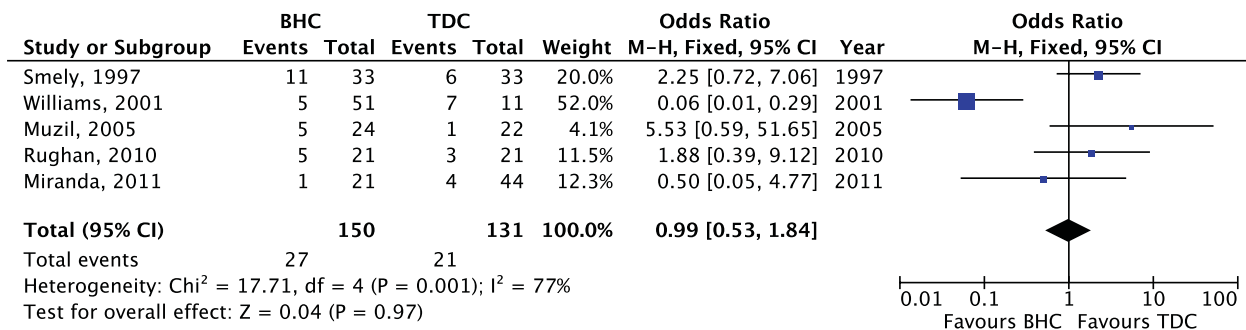 BHC TDC Odds Ratio Odds Ratio
Study or Subgroup Events Total Events Total Weight M-H, Fixed, 95% CI Year M-H, Fixed, 95% CI
Smely, 1997 11 33 6 33 20.0% 2.25 [0.72, 7.06] 1997
Williams, 2001 5 51 7 11 52.0% 0.06 [0.01, 0.29] 2001
Muzil, 2005 5 24 1 22 4.1% 5.53 [0.59, 51.65] 2005
Rughan, 2010 5 21 3 21 11.5% 1.88 [0.39, 9.12] 2010
Miranda, 2011 1 21 4 44 12.3% 0.50 [0.05, 4.77] 2011
Total (95% CI) 150 131 100.0% 0.99 [0.53, 1.84]
Total events 27 21
Heterogeneity: Chi² = 17.71, df = 4 (P = 0.001); I² = 77%
Test for overall effect: Z = 0.04 (P = 0.97)
0.01 0.1 1 10 100
Favours BHC Favours TDC